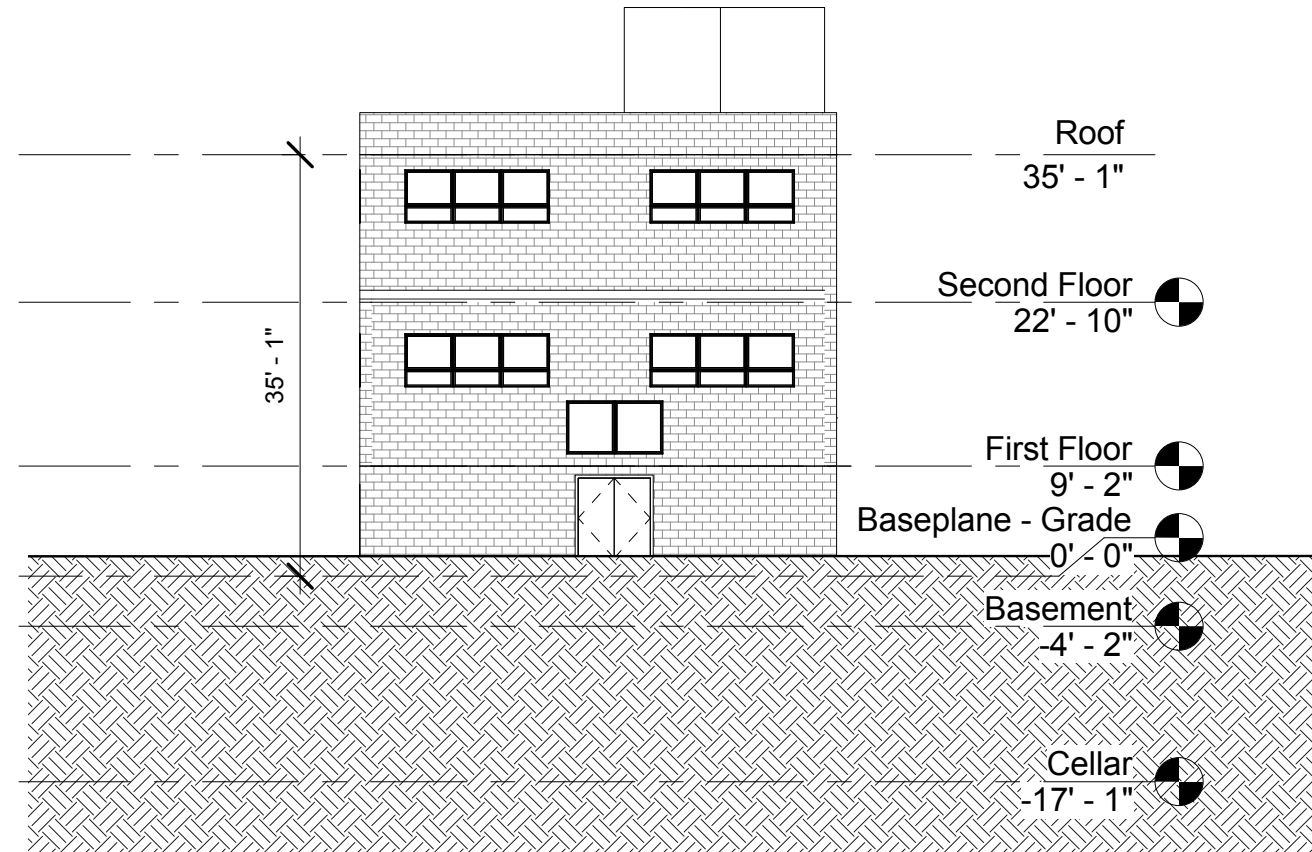 Roof
35' - 1"
Second Floor
22' - 10"
35' - 1"
First Floor
9' - 2"
Baseplane - Grade
0' - 0"
Basement
-4' - 2"
Cellar
-17' - 1"